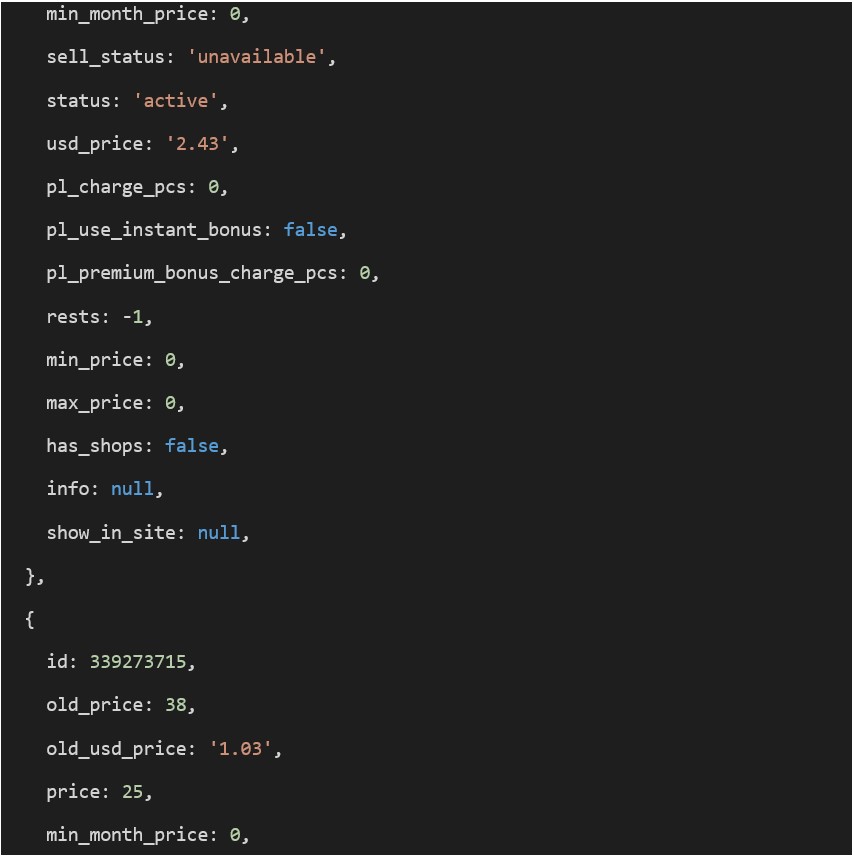 min_month_price: 0,
sell_status: 'unavailable',
status: 'active',
usd_price: '2.43',
pl_charge_pcs: 0,
pl_use_instant_bonus: false,
pl_premium_bonus_charge_pcs: 0,
rests: -1,
min_price: 0,
max_price: 0,
has_shops: false,
info: null,
show_in_site: null,
},
{
id: 339273715,
old_price: 38,
old_usd_price: '1.03',
price: 25,
min_month_price: 0,